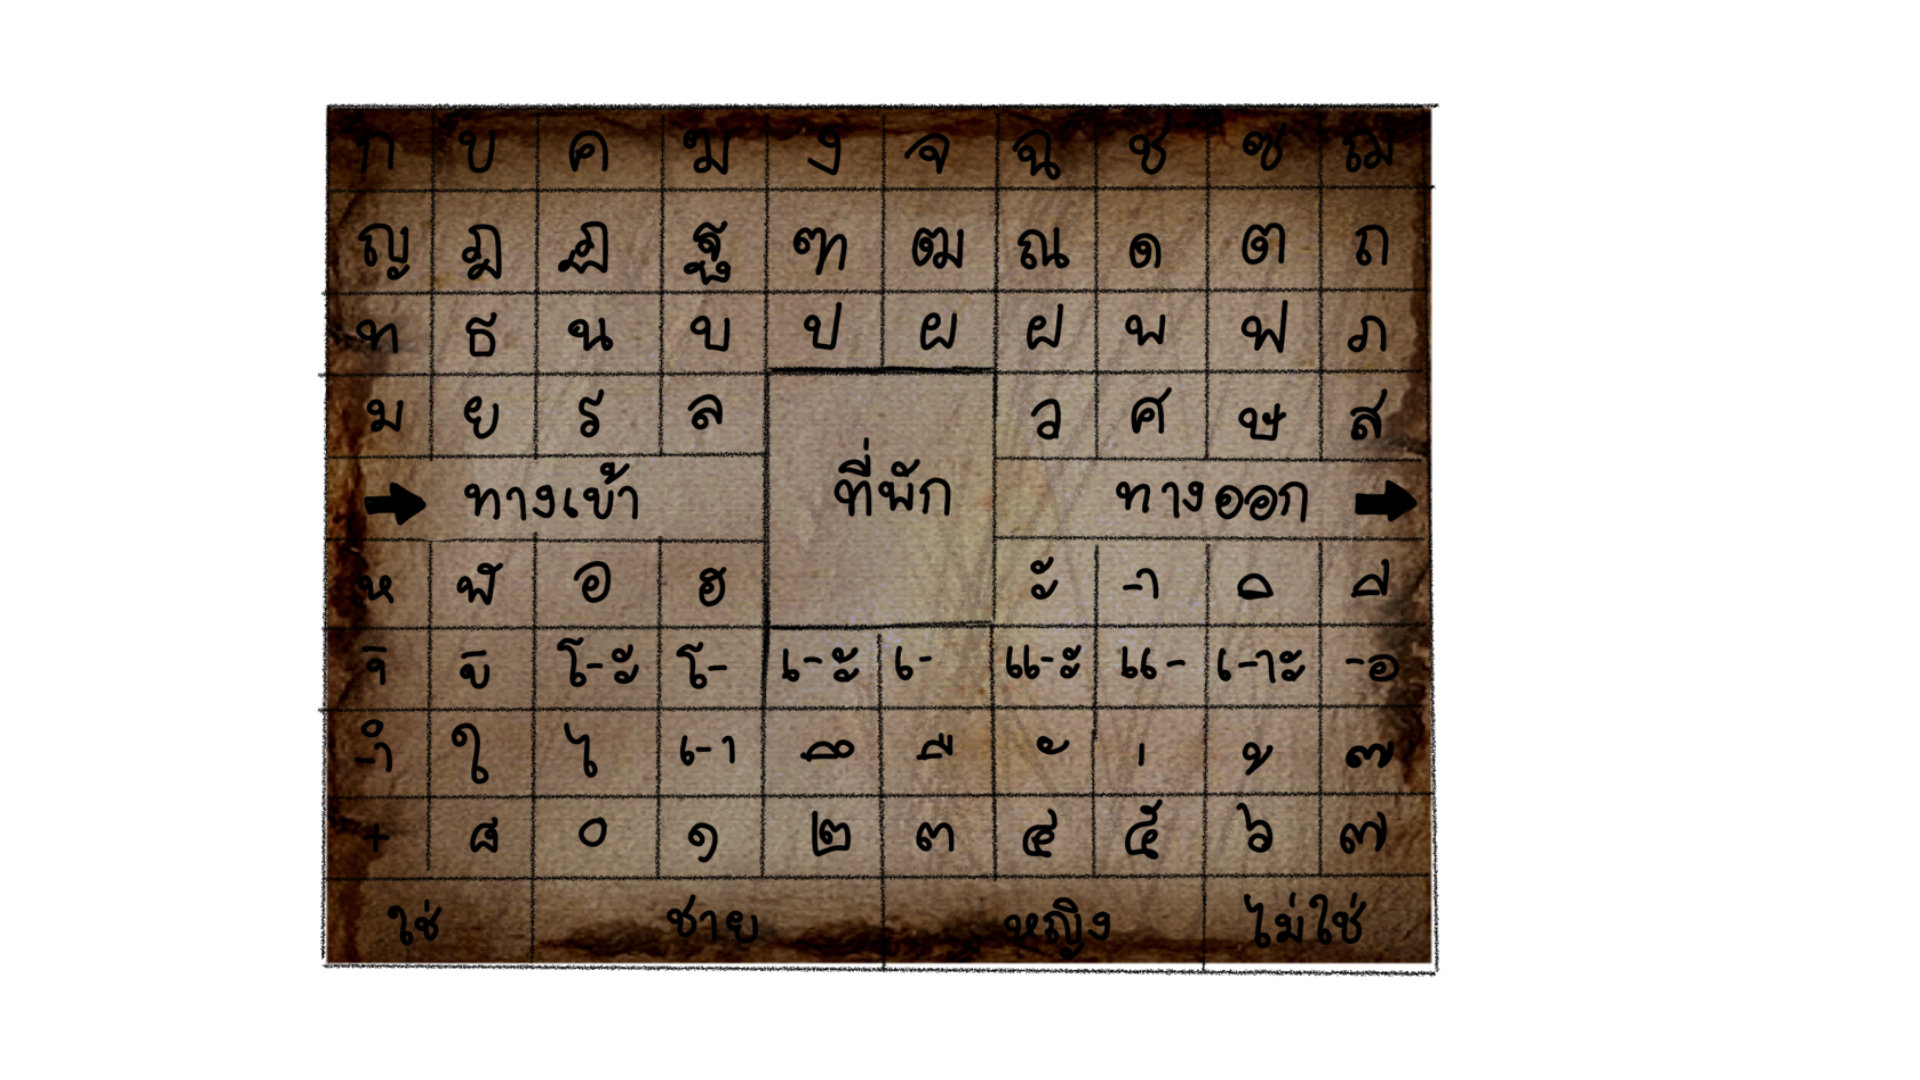 ก ข ค ฆ ง จ ฉ ช ซ ฌ
ญ ฎ ฏ ฐ ฑ ฒ ณ ด ต ถ
ท ธ น บ ป ผ ฝ พ ฟ ภ
ม ย ร ล ว ศ ษ ส
ทางเข้า ที่พัก ทางออก
ห ฬ อ ฮ ะ -า ิ ี
โ-ะ โ- เ-ะ เ- แ-ะ แ- เ-าะ -อ
-ำ ใ ไ เ-า ึ ื ั ่ ้ ๗
+ ๘ ๐ ๑ ๒ ๓ ๔ ๕ ๖ ๗
ใช่ ชาย หญิง ไม่ใช่